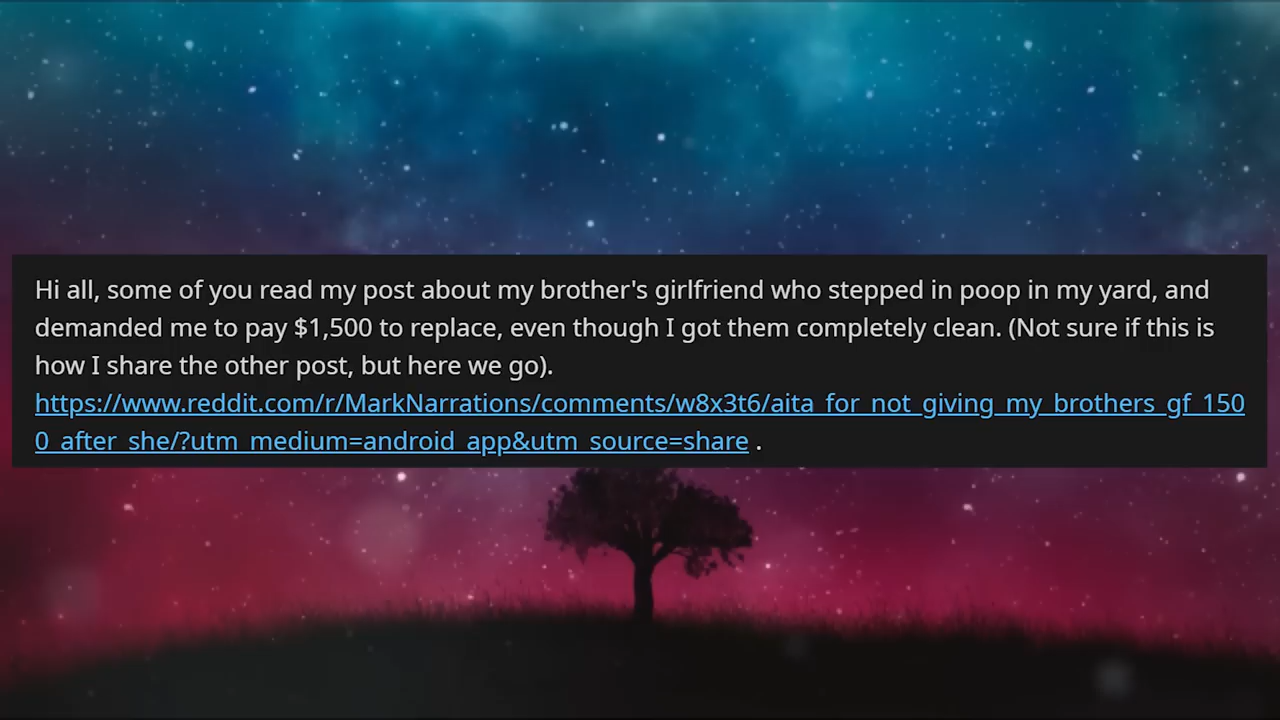 Hi all, some of you read my post about my brother's girlfriend who stepped in poop in my yard, and
demanded me to pay $1,500 to replace, even though I got them completely clean. (Not sure if this is
how I share the other post, but here we go).
https://www.reddit.com/r/MarkNarrations/comments/w8x3t6/aita_for_not_giving_my_brothers_gf_150
0_after_she/?utm_medium=android_app&utm_source=share .